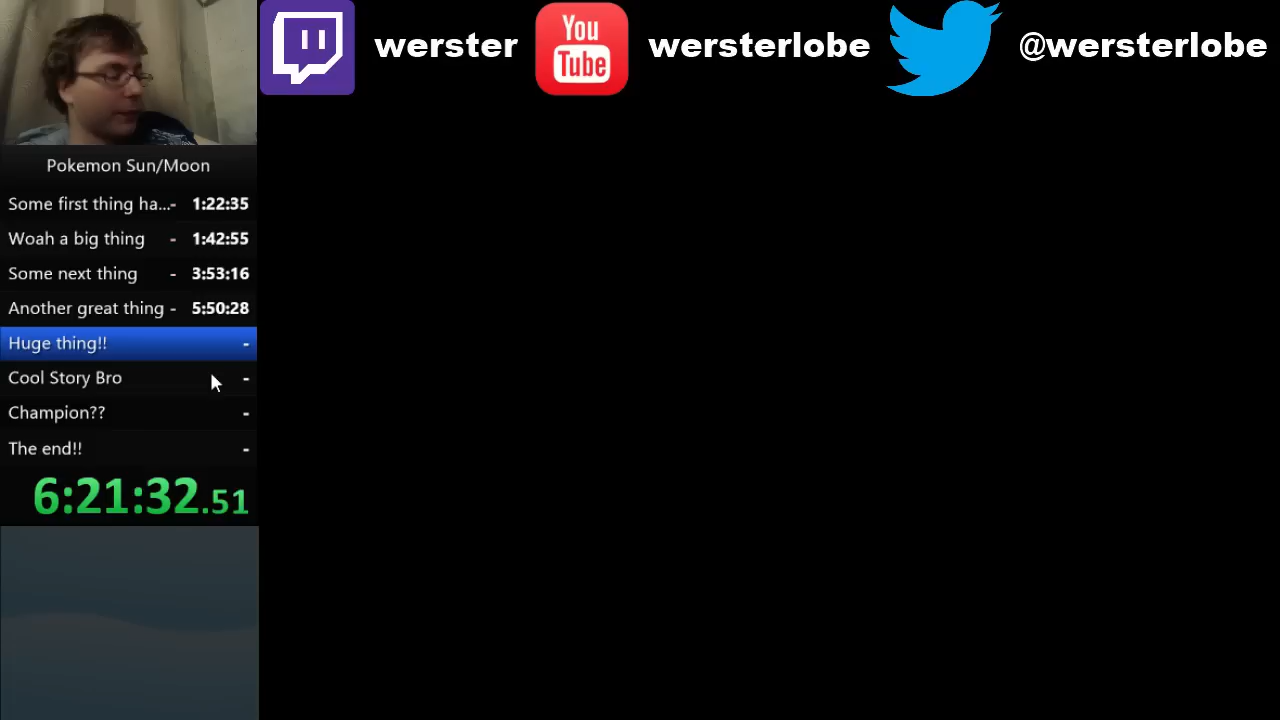 werster
You
Tube
wersterlobe
@wersterlobe
Pokemon Sun/Moon
Some first thing ha...- 1:22:35
Woah a big thing - 1:42:55
Some next thing - 3:53:16
Another great thing - 5:50:28
Huge thing!! -
Cool Story Bro -
Champion?? -
The end!! -
6:21:32.51